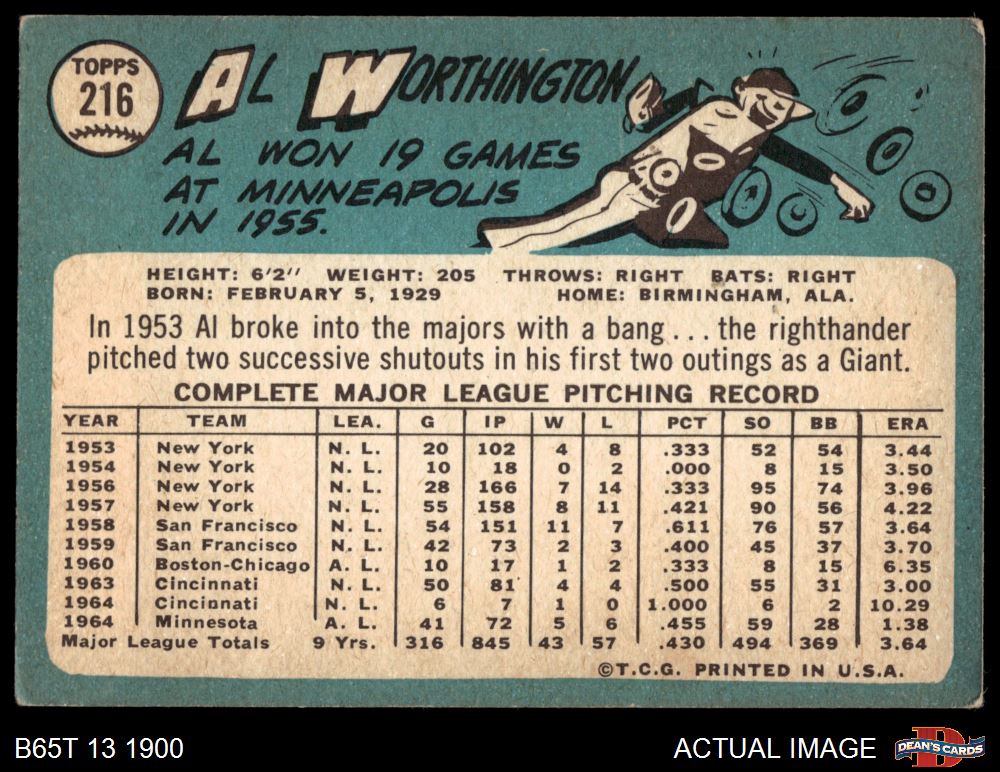 TOPPS
216
AL WORTHINGTON
AL WON 19 GAMES
AT MINNEAPOLIS
IN 1955.
HEIGHT: 6'2" WEIGHT: 205 THROWS: RIGHT BATS: RIGHT
BORN: FEBRUARY 5, 1929 HOME: BIRMINGHAM, ALA.
In 1953 Al broke into the majors with a bang . . . the righthander
pitched two successive shutouts in his first two outings as a Giant.
COMPLETE MAJOR LEAGUE PITCHING RECORD
YEAR TEAM LEA. G IP W L PCT SO BB ERA
1953 New York N. L. 20 102 4 8 .333 52 54 3.44
1954 New York N. L. 10 18 0 2 .000 8 15 3.50
1956 New York N. L. 28 166 7 14 .333 95 74 3.96
1957 New York N. L. 55 158 8 11 .421 90 56 4.22
1958 San Francisco N. L. 54 151 11 7 .611 76 57 3.64
1959 San Francisco N. L. 42 73 2 3 .400 45 37 3.70
1960 Boston-Chicago A. L. 10 17 1 2 .333 8 15 6.35
1963 Cincinnati N. L. 50 81 4 4 .500 55 31 3.00
1964 Cincinnati N. L. 6 7 1 0 1.000 6 2 10.29
1964 Minnesota A. L. 41 72 5 6 .455 59 28 1.38
Major League Totals 9 Yrs. 316 845 43 57 .430 494 369 3.64
©T.C.G. PRINTED IN U.S.A.
B65T 13 1900
ACTUAL IMAGE
D
DEAN'S CARDS